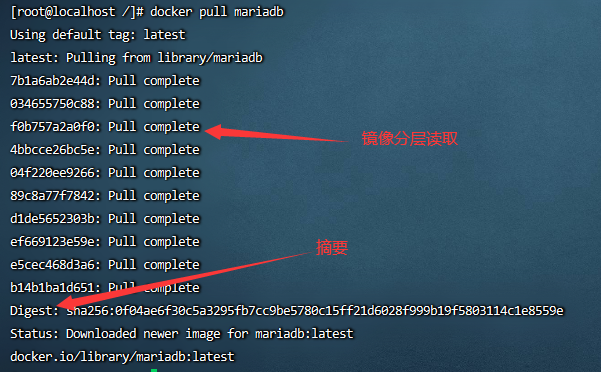 [root@localhost /]# docker pull mariadb
Using default tag: latest
latest: Pulling from library/mariadb
7b1a6ab2e44d: Pull complete
034655750c88: Pull complete
f0b757a2a0f0: Pull complete
镜像分层读取
4bbcce26bc5e: Pull complete
04f220ee9266: Pull complete
89c8a77f7842: Pull complete
d1de5652303b: Pull complete
ef669123e59e: Pull complete
摘要
e5cec468d3a6: Pull complete
b14b1ba1d651: Pull complete
Digest: sha256:0f04ae6f30c5a3295fb7cc9be5780c15ff21d6028f999b19f5803114c1e8559e
Status: Downloaded newer image for mariadb:latest
docker.io/library/mariadb:latest